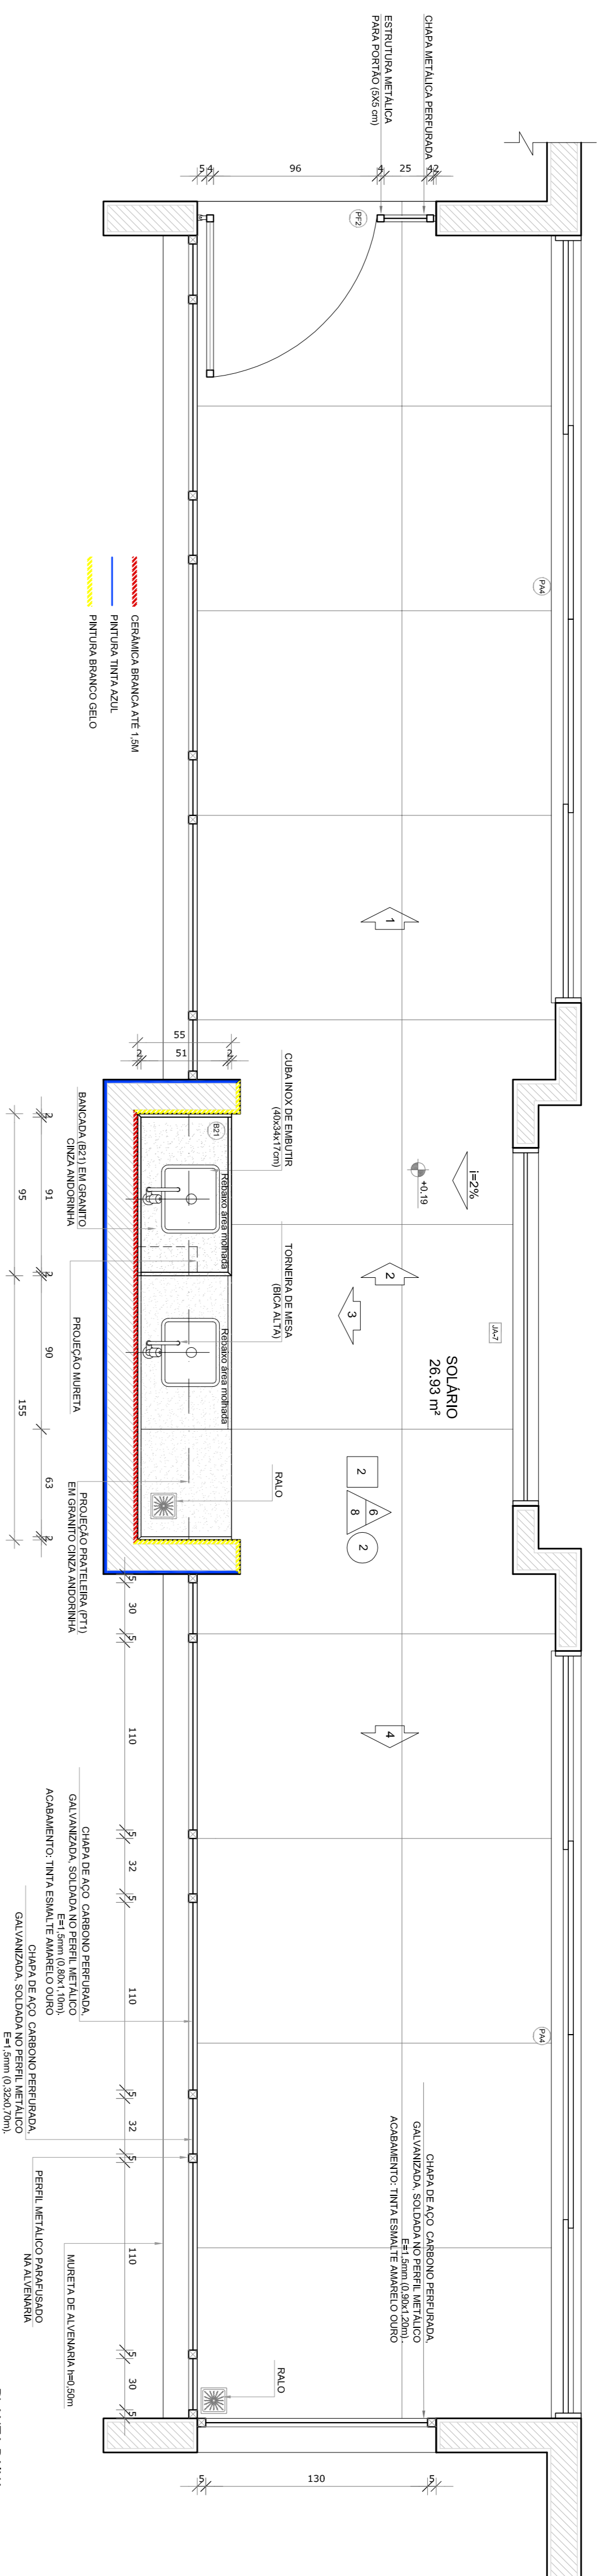 CHAPA METÁLICA PERFURADA
ESTRUTURA METÁLICA
PARA PORTÃO (5X5 cm)
5
4
96
4
25
4
2
PF2
PA4
CERÂMICA BRANCA ATÉ 1,5M
PINTURA TINTA AZUL
PINTURA BRANCO GELO
1
55
2
51
2
CUBA INOX DE EMBUTIR
(40x34x17cm)
BANCADA (B21) EM GRANITO
CINZA ANDORINHA
B21
Rebaixo área molhada
Rebaixo área molhada
TORNEIRA DE MESA
(BICA ALTA)
PROJEÇÃO MURETA
+0,19
i=2%
2
3
JA-7
SOLÁRIO
26.93 m²
2
6
8
2
RALO
PROJEÇÃO PRATELEIRA (PT1)
EM GRANITO CINZA ANDORINHA
2
91
2
90
63
2
95
155
4
5
30
5
110
5
32
5
110
5
32
5
110
5
30
5
CHAPA DE AÇO CARBONO PERFURADA,
GALVANIZADA, SOLDADA NO PERFIL METÁLICO
E=1,5mm (0,80x1,10m).
ACABAMENTO: TINTA ESMALTE AMARELO OURO
CHAPA DE AÇO CARBONO PERFURADA,
GALVANIZADA, SOLDADA NO PERFIL METÁLICO
E=1,5mm (0,32x0,70m).
PA4
CHAPA DE AÇO CARBONO PERFURADA,
GALVANIZADA, SOLDADA NO PERFIL METÁLICO
E=1,5mm (0,90x1,20m).
ACABAMENTO: TINTA ESMALTE AMARELO OURO
PERFIL METÁLICO PARAFUSADO
NA ALVENARIA
MURETA DE ALVENARIA h=0,50m
RALO
5
130
5